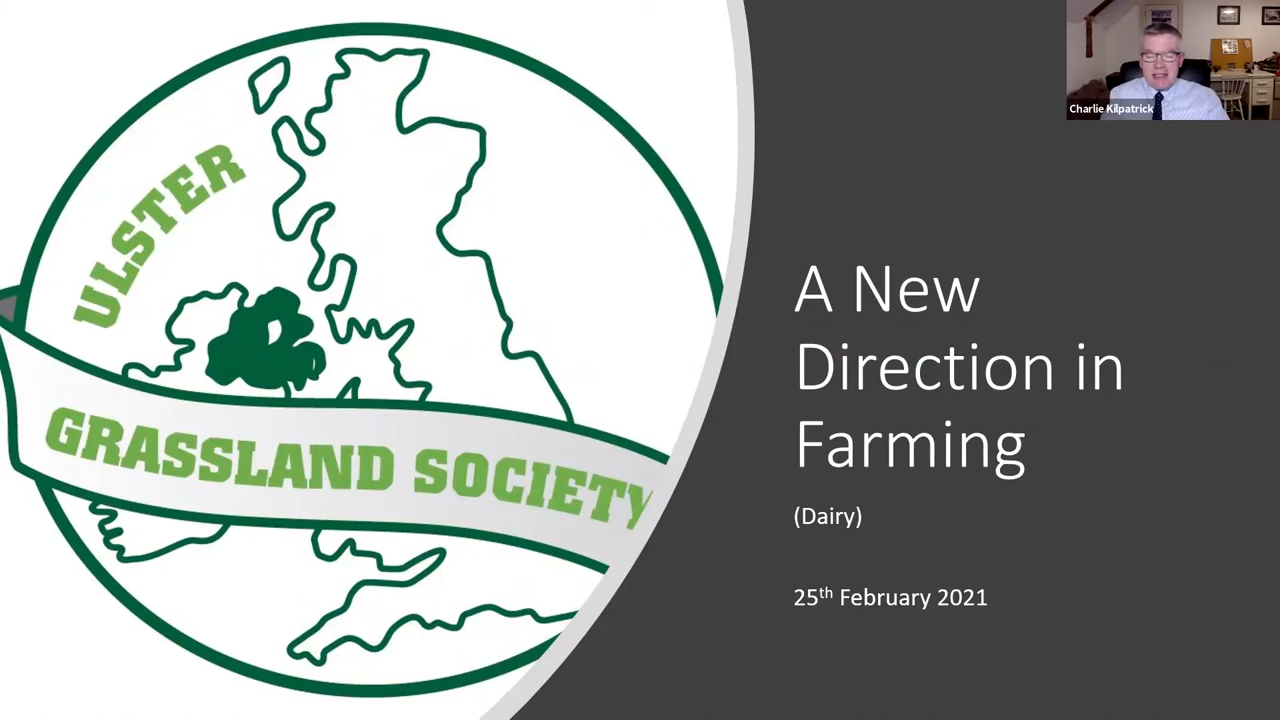 ULSTER
GRASSLAND SOCIETY
A New
Direction in
Farming
(Dairy)
25th February 2021
Charlie Kilpatrick